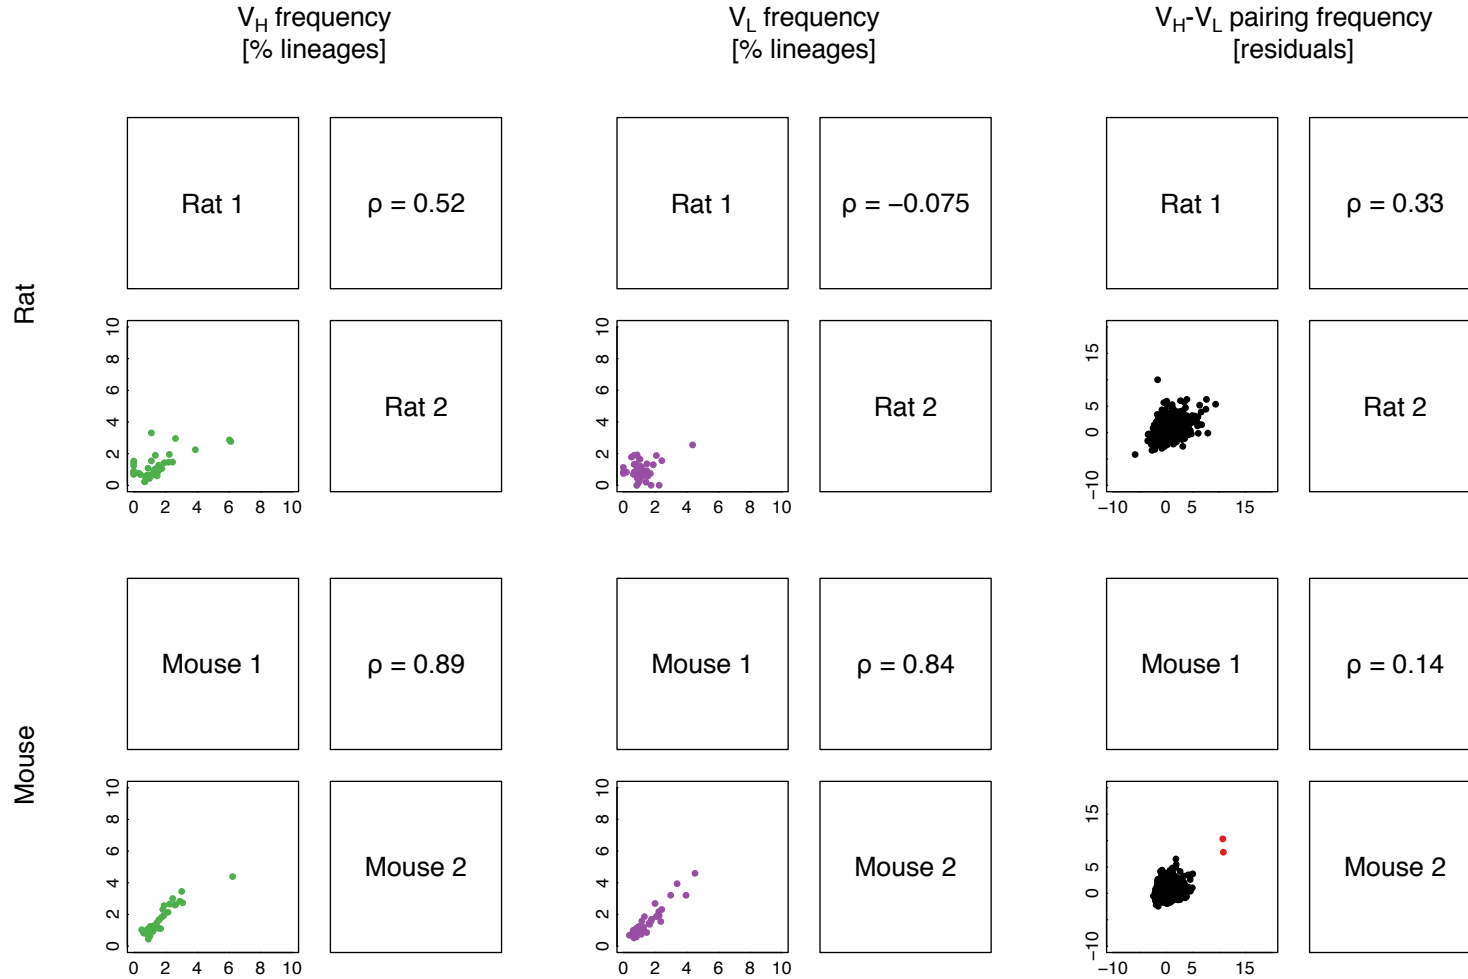 V_H frequency
[% lineages]
V_L frequency
[% lineages]
V_H-V_L pairing frequency
[residuals]
Rat
Rat 1
ρ = 0.52
Rat 1
ρ = −0.075
Rat 1
ρ = 0.33
0 2 4 6 8 10
0 2 4 6 8 10
Rat 2
0 2 4 6 8 10
0 2 4 6 8 10
Rat 2
−10 0 5 15
−10 0 5 15
Rat 2
Mouse
Mouse 1
ρ = 0.89
Mouse 1
ρ = 0.84
Mouse 1
ρ = 0.14
0 2 4 6 8 10
0 2 4 6 8 10
Mouse 2
0 2 4 6 8 10
0 2 4 6 8 10
Mouse 2
−10 0 5 15
−10 0 5 15
Mouse 2